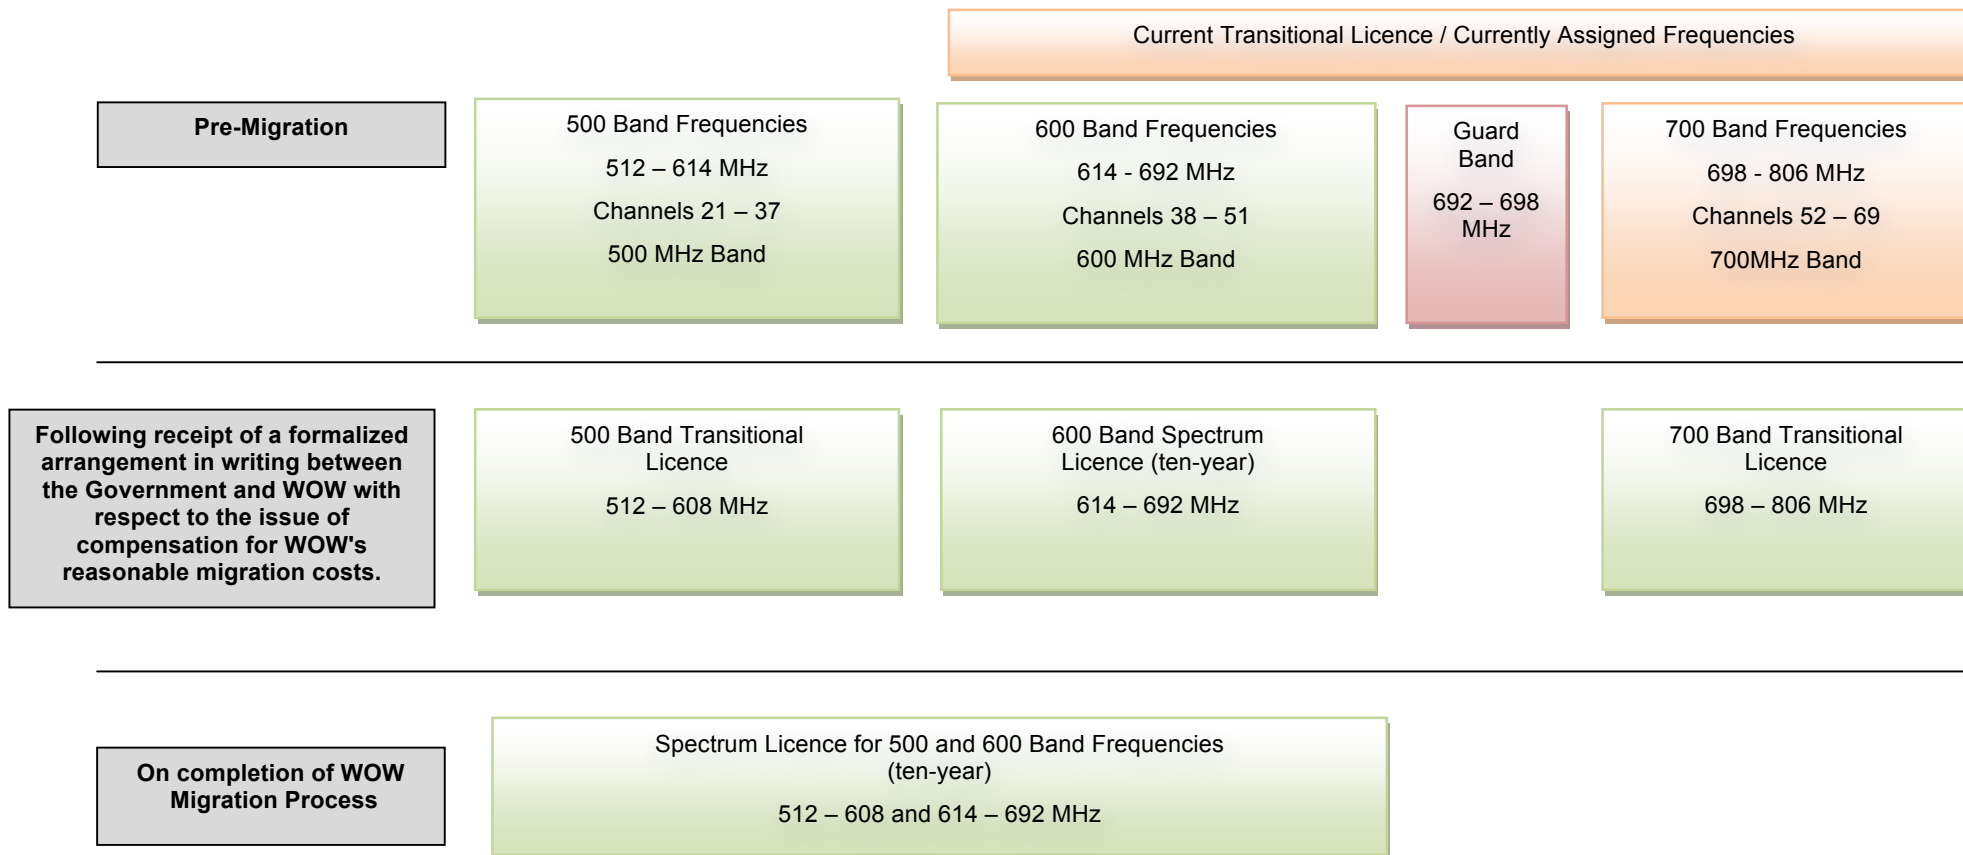 Current Transitional Licence / Currently Assigned Frequencies
Pre-Migration
500 Band Frequencies
512 – 614 MHz
Channels 21 – 37
500 MHz Band
600 Band Frequencies
614 - 692 MHz
Channels 38 – 51
600 MHz Band
Guard
Band
692 – 698
MHz
700 Band Frequencies
698 - 806 MHz
Channels 52 – 69
700MHz Band
Following receipt of a formalized
arrangement in writing between
the Government and WOW with
respect to the issue of
compensation for WOW's
reasonable migration costs.
500 Band Transitional
Licence
512 – 608 MHz
600 Band Spectrum
Licence (ten-year)
614 – 692 MHz
700 Band Transitional
Licence
698 – 806 MHz
On completion of WOW
Migration Process
Spectrum Licence for 500 and 600 Band Frequencies
(ten-year)
512 – 608 and 614 – 692 MHz